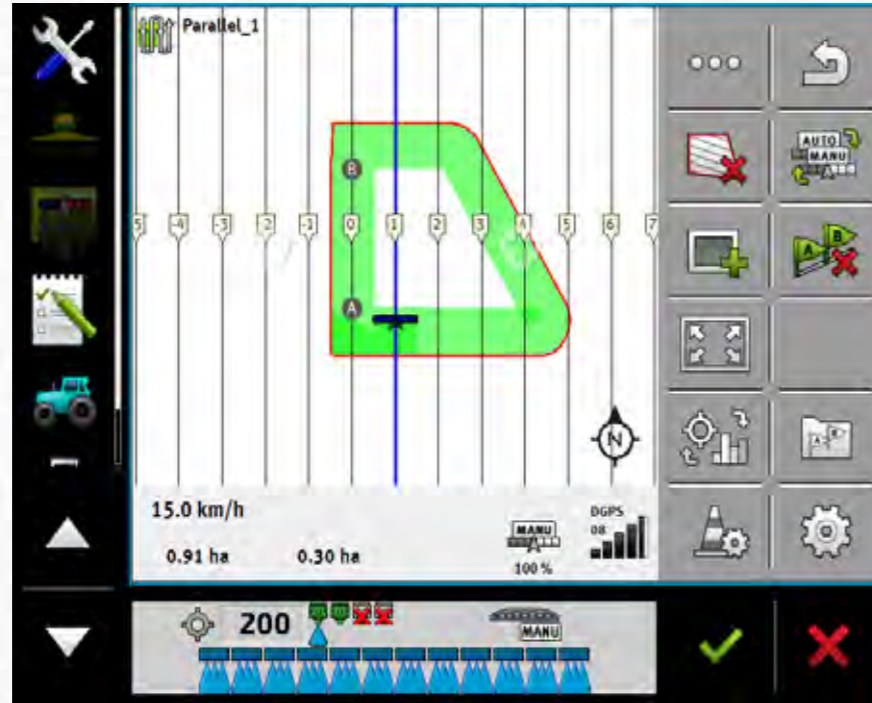 Parallel_1
AUTO
MANU
B
A B
5 -4 -3 -2 -1 0 1 2 3 4 5 6 7
A
N
A B
15.0 km/h
DGPS
08
MANU
0.91 ha 0.30 ha
100 %
200
MANU